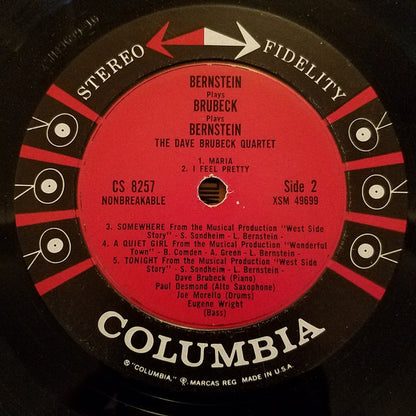 STEREO FIDELITY
BERNSTEIN
Plays
BRUBECK
Plays
BERNSTEIN
THE DAVE BRUBECK QUARTET
1. MARIA
2. I FEEL PRETTY
CS 8257
NONBREAKABLE
Side 2
XSM 49699
3. SOMEWHERE From the Musical Production "West Side
Story" - S. Sondheim - L. Bernstein -
4. A QUIET GIRL From the Musical Production "Wonderful
Town" - B. Comden - A. Green - L. Bernstein -
5. TONIGHT From the Musical Production "West Side
Story" - S. Sondheim - L. Bernstein -
Dave Brubeck (Piano)
Paul Desmond (Alto Saxophone)
Joe Morello (Drums)
Eugene Wright
(Bass)
COLUMBIA
® "COLUMBIA," ® MARCAS REG. MADE IN U.S.A.